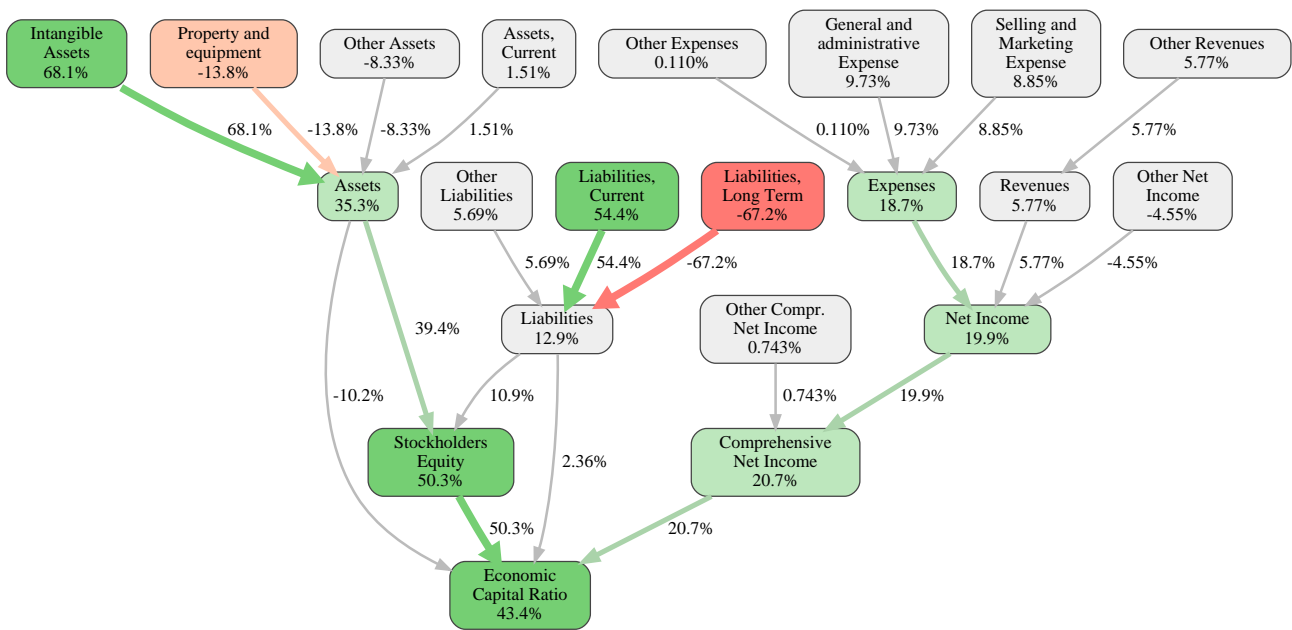 Intangible
Assets
68.1%
Property and
equipment
-13.8%
Other Assets
-8.33%
Assets,
Current
1.51%
Other Expenses
0.110%
General and
administrative
Expense
9.73%
Selling and
Marketing
Expense
8.85%
Other Revenues
5.77%
68.1%
-13.8%
-8.33%
1.51%
0.110%
9.73%
8.85%
5.77%
Assets
35.3%
Other
Liabilities
5.69%
Liabilities,
Current
54.4%
Liabilities,
Long Term
-67.2%
Expenses
18.7%
Revenues
5.77%
Other Net
Income
-4.55%
5.69%
54.4%
-67.2%
18.7%
5.77%
-4.55%
39.4%
Liabilities
12.9%
Other Compr.
Net Income
0.743%
Net Income
19.9%
-10.2%
10.9%
0.743%
19.9%
Stockholders
Equity
50.3%
2.36%
Comprehensive
Net Income
20.7%
50.3%
20.7%
Economic
Capital Ratio
43.4%